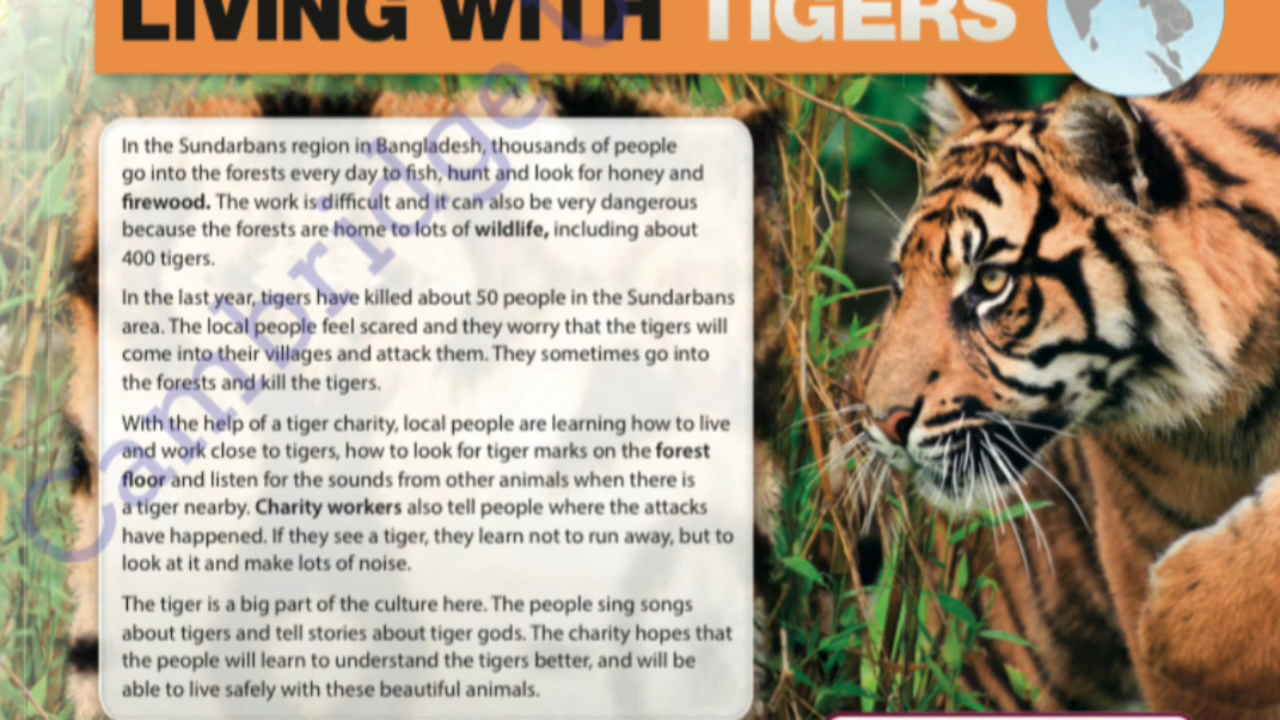 LIVING WITH TIGERS
In the Sundarbans region in Bangladesh, thousands of people
go into the forests every day to fish, hunt and look for honey and
firewood. The work is difficult and it can also be very dangerous
because the forests are home to lots of wildlife, including about
400 tigers.
In the last year, tigers have killed about 50 people in the Sundarbans
area. The local people feel scared and they worry that the tigers will
come into their villages and attack them. They sometimes go into
the forests and kill the tigers.
With the help of a tiger charity, local people are learning how to live
and work close to tigers, how to look for tiger marks on the forest
floor and listen for the sounds from other animals when there is
a tiger nearby. Charity workers also tell people where the attacks
have happened. If they see a tiger, they learn not to run away, but to
look at it and make lots of noise.
The tiger is a big part of the culture here. The people sing songs
about tigers and tell stories about tiger gods. The charity hopes that
the people will learn to understand the tigers better, and will be
able to live safely with these beautiful animals.
Cambridge